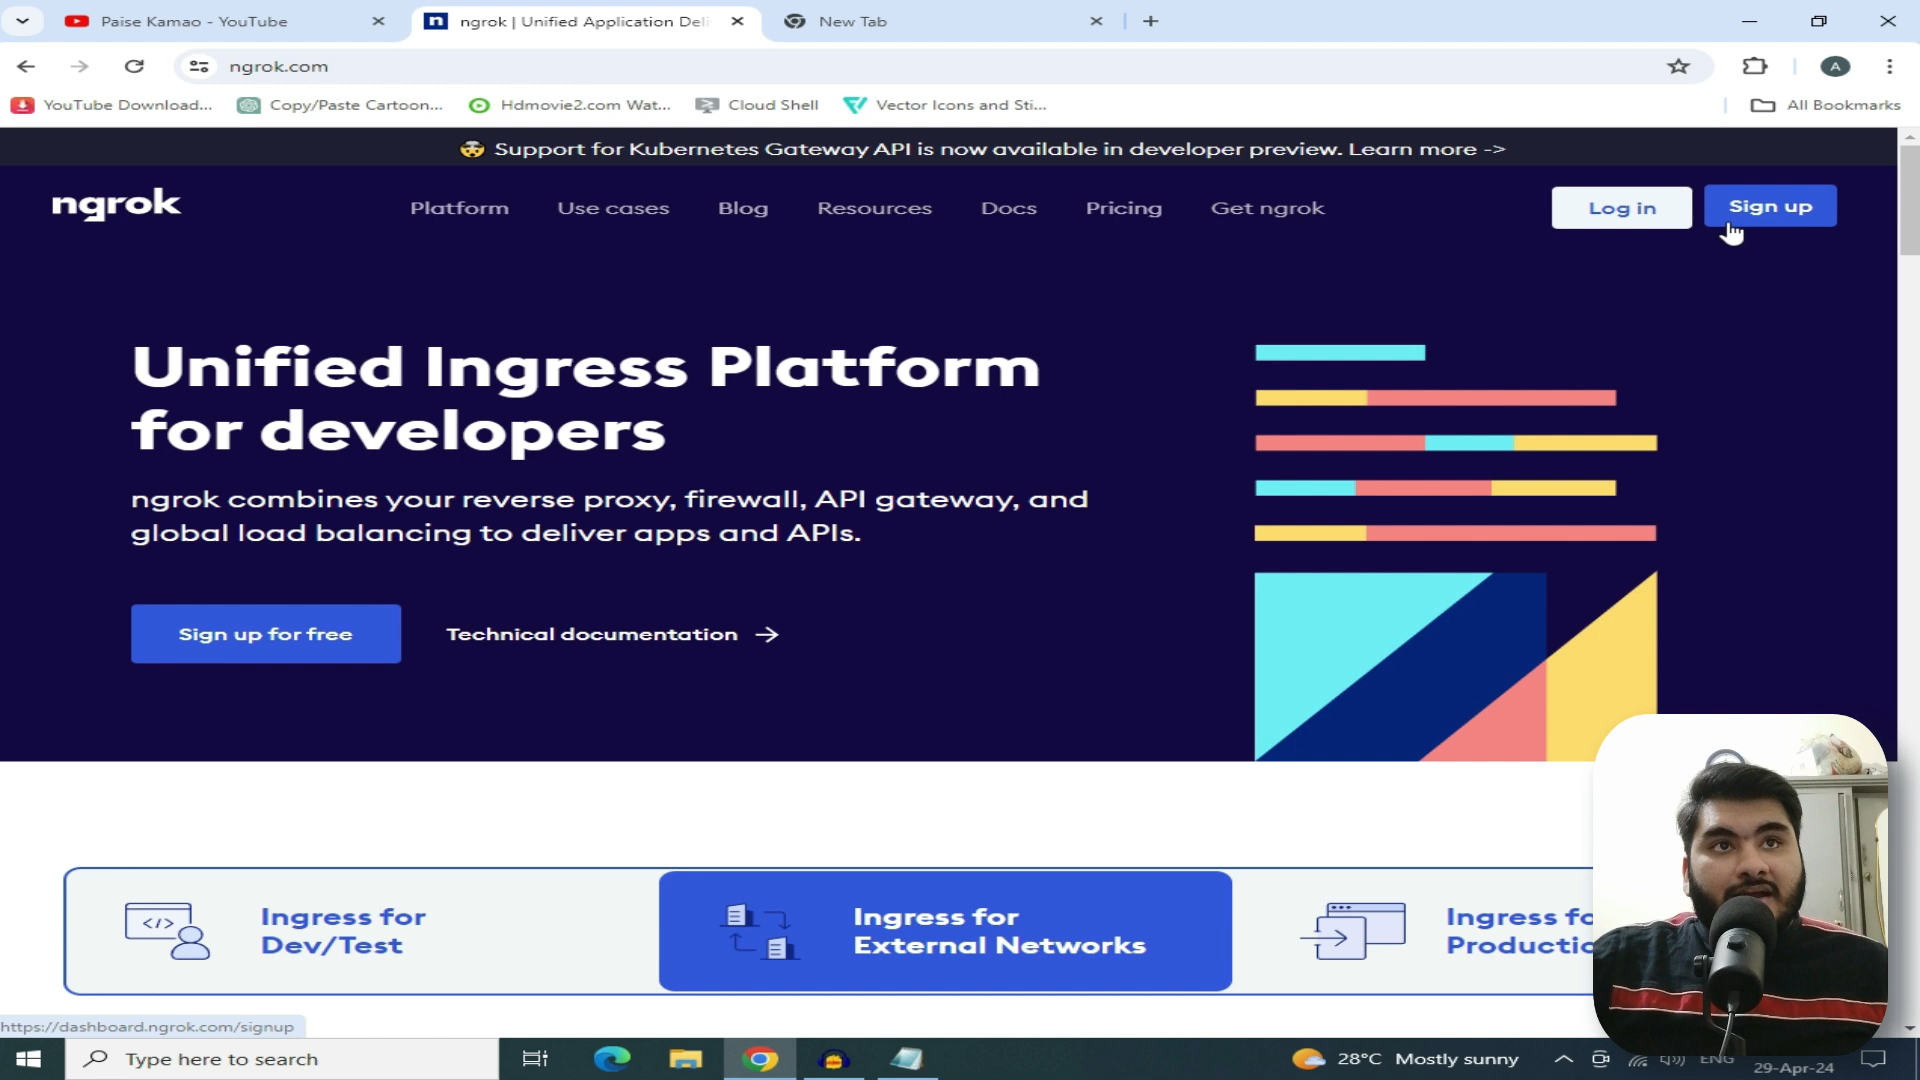 Paise Kamao - YouTube
ngrok | Unified Application Deli
New Tab
ngrok.com
A
YouTube Download...
Copy/Paste Cartoon...
Hdmovie2.com Wat...
Cloud Shell
Vector Icons and Sti...
All Bookmarks
Support for Kubernetes Gateway API is now available in developer preview. Learn more ->
ngrok
Platform
Use cases
Blog
Resources
Docs
Pricing
Get ngrok
Log in
Sign up
Unified Ingress Platform
for developers
ngrok combines your reverse proxy, firewall, API gateway, and
global load balancing to deliver apps and APIs.
Sign up for free
Technical documentation →
Ingress for
Dev/Test
Ingress for
External Networks
Ingress fo
Productio
https://dashboard.ngrok.com/signup
Type here to search
28°C Mostly sunny
ENG
29-Apr-24